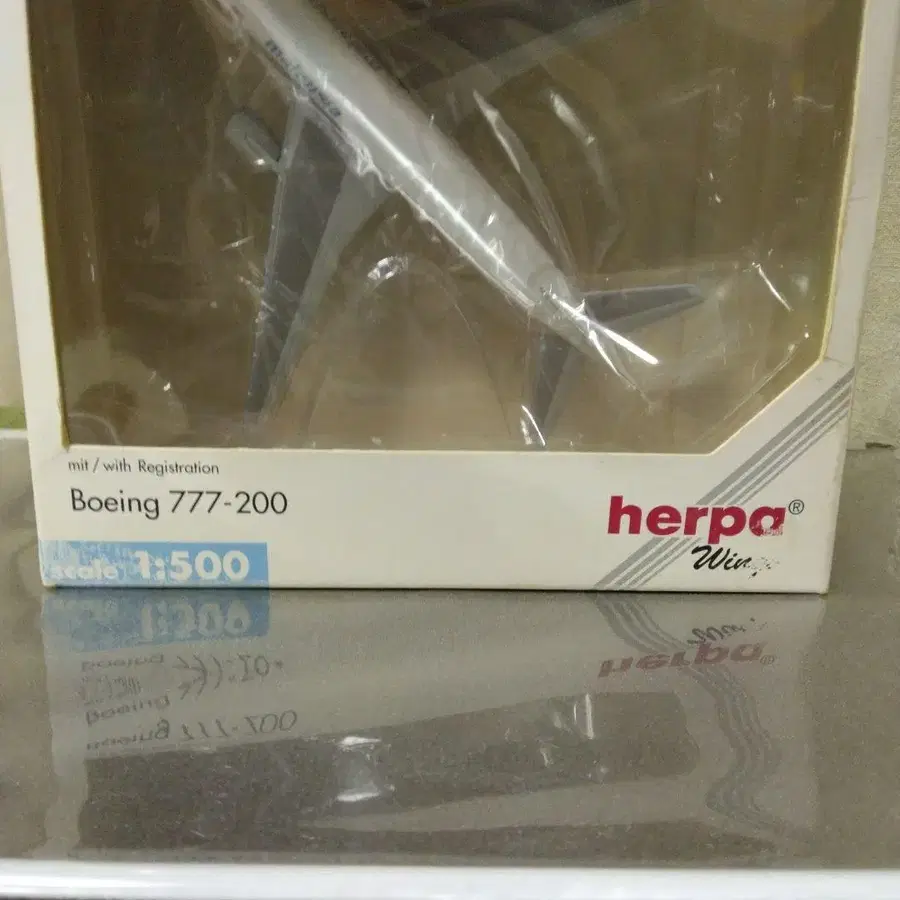 mit / with Registration
Boeing 777-200
scale 1:500
herpa®